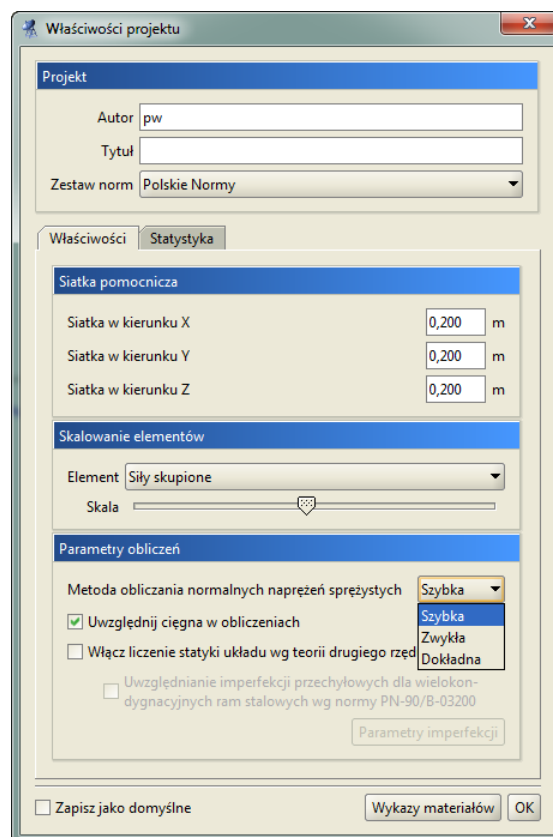 Właściwości projektu
Projekt
Autor pw
Tytuł
Zestaw norm Polskie Normy
Właściwości Statystyka
Siatka pomocnicza
Siatka w kierunku X 0,200 m
Siatka w kierunku Y 0,200 m
Siatka w kierunku Z 0,200 m
Skalowanie elementów
Element Siły skupione
Skala
Parametry obliczeń
Metoda obliczania normalnych naprężeń sprężystych Szybka
Szybka
Uwzględnij cięgna w obliczeniach
Zwykła
Włącz liczenie statyki układu wg teorii drugiego rzęd
Dokładna
Uwzględnianie imperfekcji przechyłowych dla wielokon-
dygnacyjnych ram stalowych wg normy PN-90/B-03200
Parametry imperfekcji
Zapisz jako domyślne Wykazy materiałów OK